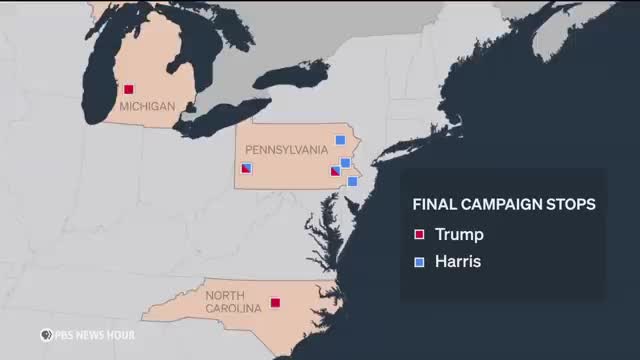 MICHIGAN
PENNSYLVANIA
FINAL CAMPAIGN STOPS
Trump
Harris
NORTH
CAROLINA
PBS NEWS HOUR